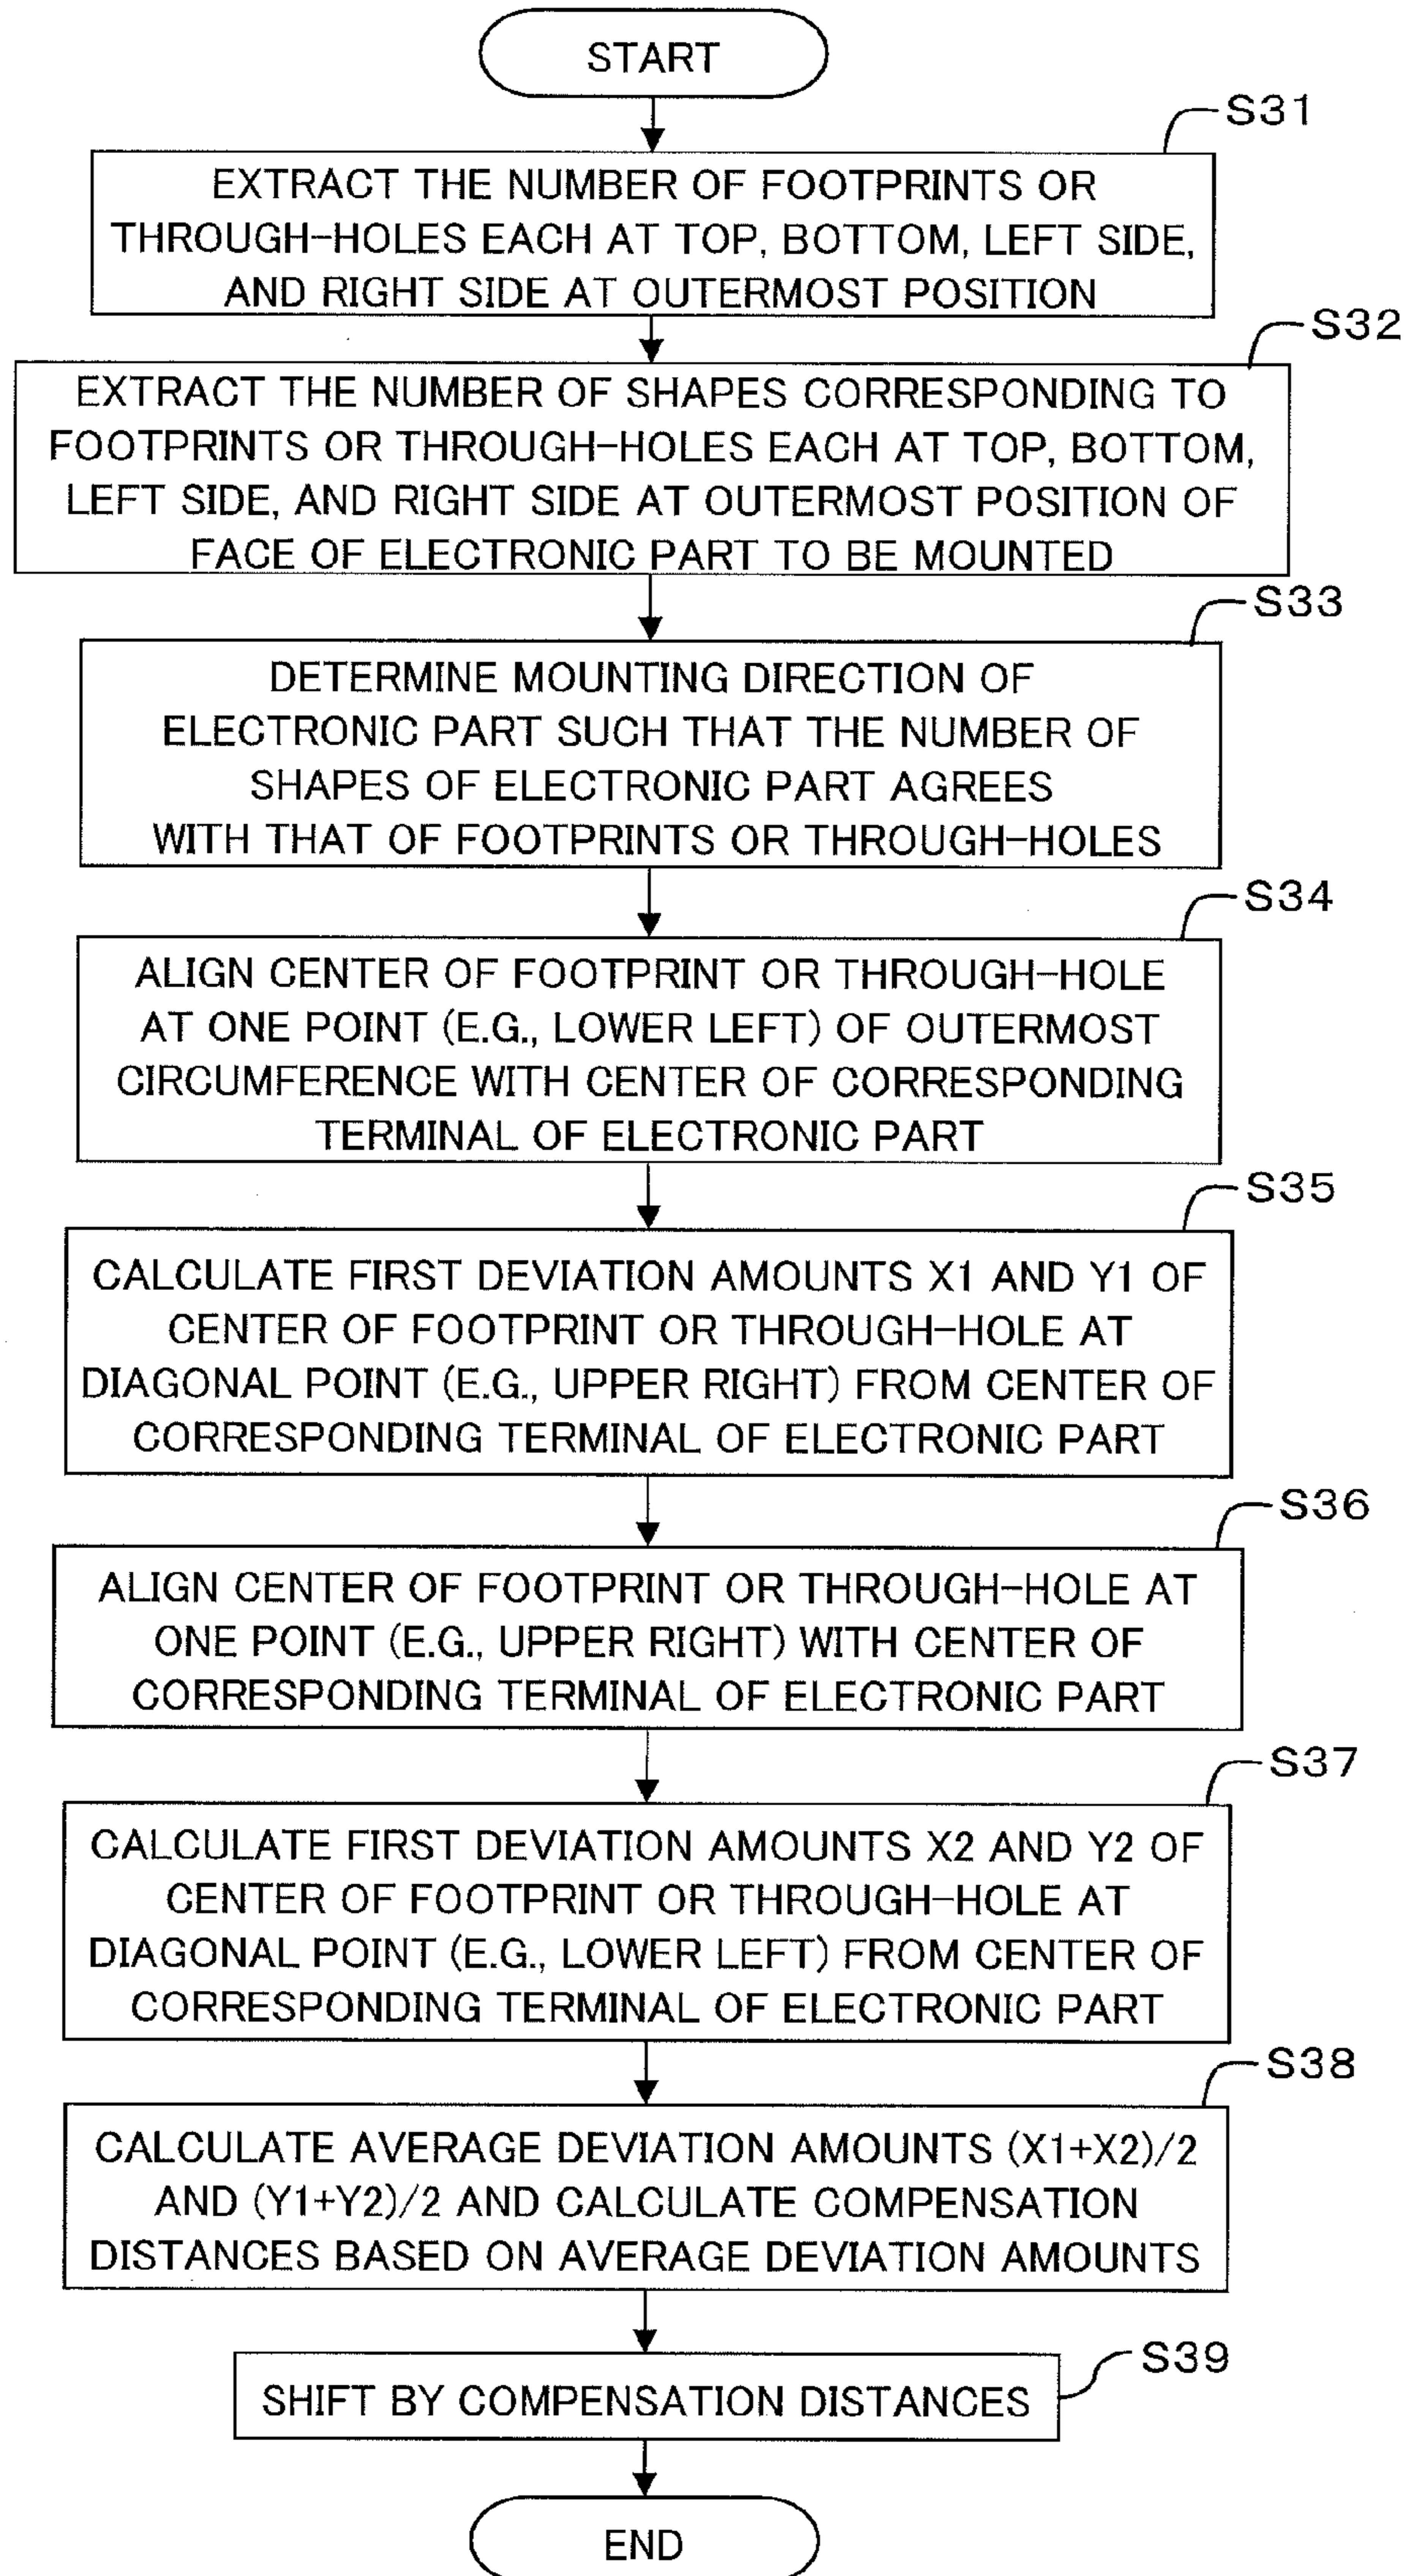 START
S31
EXTRACT THE NUMBER OF FOOTPRINTS OR
THROUGH-HOLES EACH AT TOP, BOTTOM, LEFT SIDE,
AND RIGHT SIDE AT OUTERMOST POSITION
S32
EXTRACT THE NUMBER OF SHAPES CORRESPONDING TO
FOOTPRINTS OR THROUGH-HOLES EACH AT TOP, BOTTOM,
LEFT SIDE, AND RIGHT SIDE AT OUTERMOST POSITION OF
FACE OF ELECTRONIC PART TO BE MOUNTED
S33
DETERMINE MOUNTING DIRECTION OF
ELECTRONIC PART SUCH THAT THE NUMBER OF
SHAPES OF ELECTRONIC PART AGREES
WITH THAT OF FOOTPRINTS OR THROUGH-HOLES
S34
ALIGN CENTER OF FOOTPRINT OR THROUGH-HOLE
AT ONE POINT (E.G., LOWER LEFT) OF OUTERMOST
CIRCUMFERENCE WITH CENTER OF CORRESPONDING
TERMINAL OF ELECTRONIC PART
S35
CALCULATE FIRST DEVIATION AMOUNTS X1 AND Y1 OF
CENTER OF FOOTPRINT OR THROUGH-HOLE AT
DIAGONAL POINT (E.G., UPPER RIGHT) FROM CENTER OF
CORRESPONDING TERMINAL OF ELECTRONIC PART
S36
ALIGN CENTER OF FOOTPRINT OR THROUGH-HOLE AT
ONE POINT (E.G., UPPER RIGHT) WITH CENTER OF
CORRESPONDING TERMINAL OF ELECTRONIC PART
S37
CALCULATE FIRST DEVIATION AMOUNTS X2 AND Y2 OF
CENTER OF FOOTPRINT OR THROUGH-HOLE AT
DIAGONAL POINT (E.G., LOWER LEFT) FROM CENTER OF
CORRESPONDING TERMINAL OF ELECTRONIC PART
S38
CALCULATE AVERAGE DEVIATION AMOUNTS (X1+X2)/2
AND (Y1+Y2)/2 AND CALCULATE COMPENSATION
DISTANCES BASED ON AVERAGE DEVIATION AMOUNTS
S39
SHIFT BY COMPENSATION DISTANCES
END